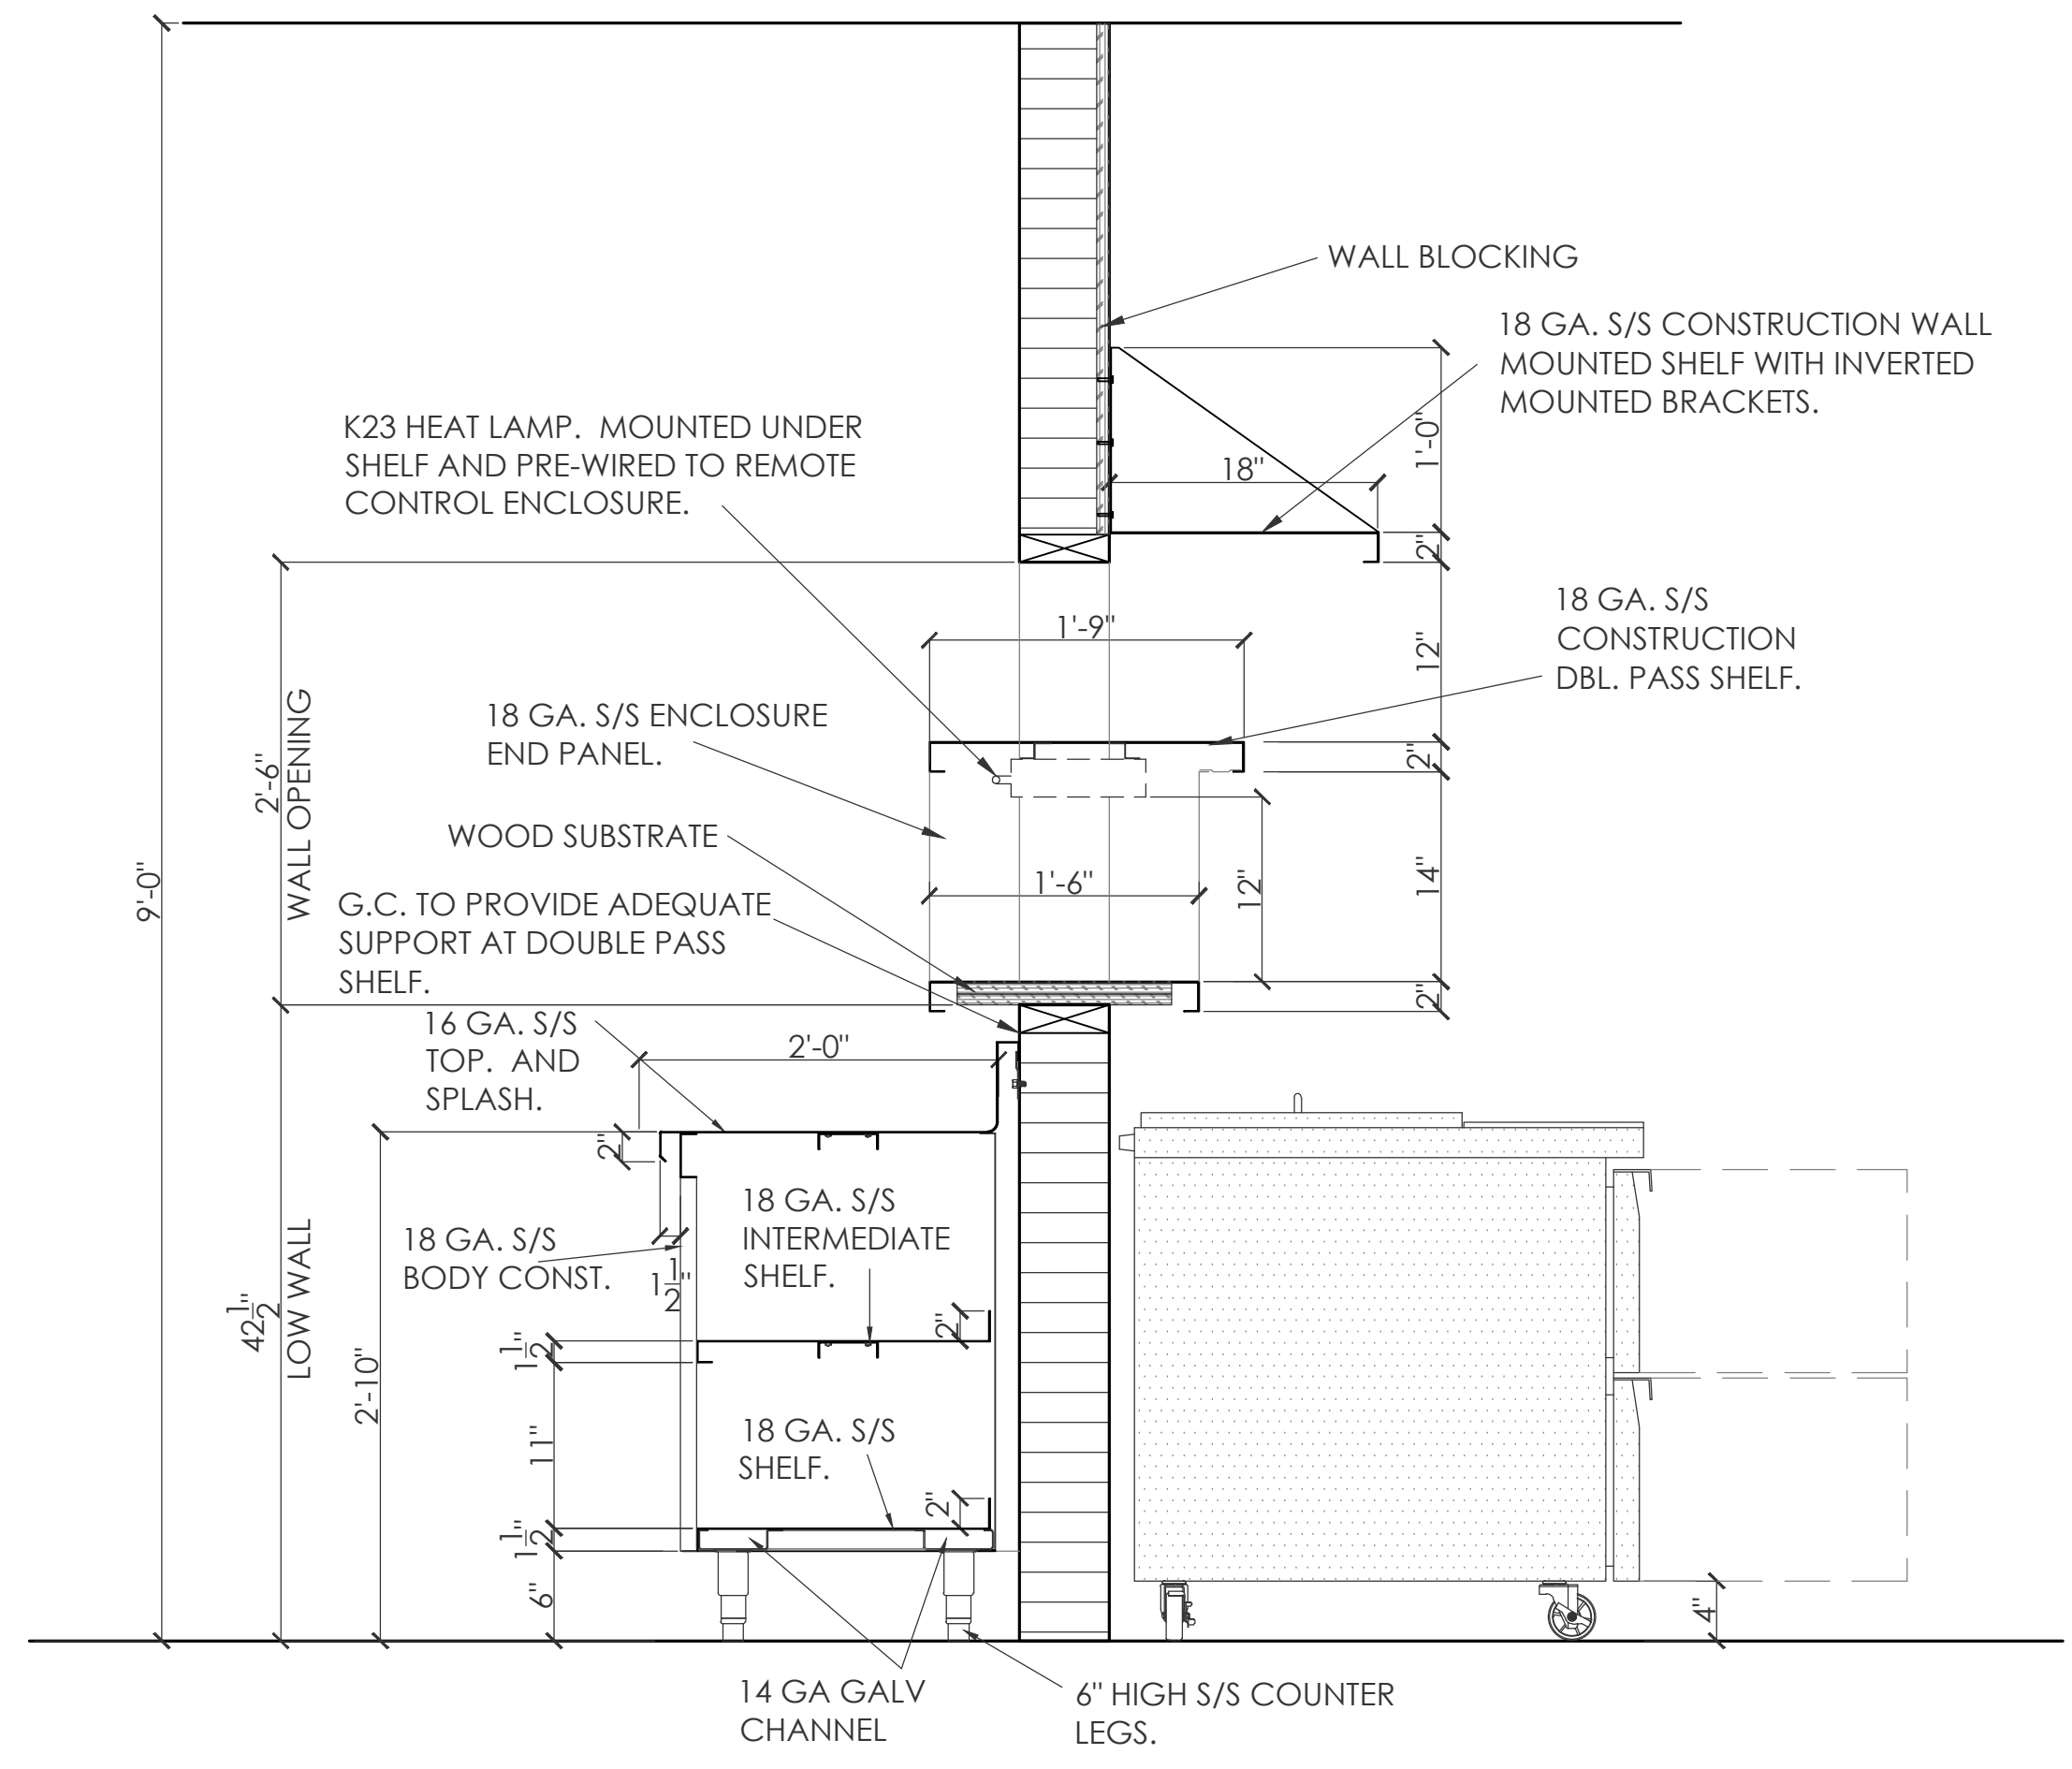 WALL BLOCKING
18 GA. S/S CONSTRUCTION WALL
MOUNTED SHELF WITH INVERTED
MOUNTED BRACKETS.
1'-0"
18"
2"
K23 HEAT LAMP.  MOUNTED UNDER
SHELF AND PRE-WIRED TO REMOTE
CONTROL ENCLOSURE.
18 GA. S/S
CONSTRUCTION
DBL. PASS SHELF.
12"
1'-9"
18 GA. S/S ENCLOSURE
END PANEL.
2"
2'-6"
WALL OPENING
WOOD SUBSTRATE
9'-0"
1'-6"
12"
14"
G.C. TO PROVIDE ADEQUATE
SUPPORT AT DOUBLE PASS
SHELF.
2"
16 GA. S/S
TOP.  AND
SPLASH.
2'-0"
2"
18 GA. S/S
INTERMEDIATE
SHELF.
18 GA. S/S
BODY CONST.
1 1/2"
42 1/2"
LOW WALL
2"
1 1/2"
2'-10"
11"
18 GA. S/S
SHELF.
2"
1 1/2"
6"
4"
14 GA GALV
CHANNEL
6" HIGH S/S COUNTER
LEGS.